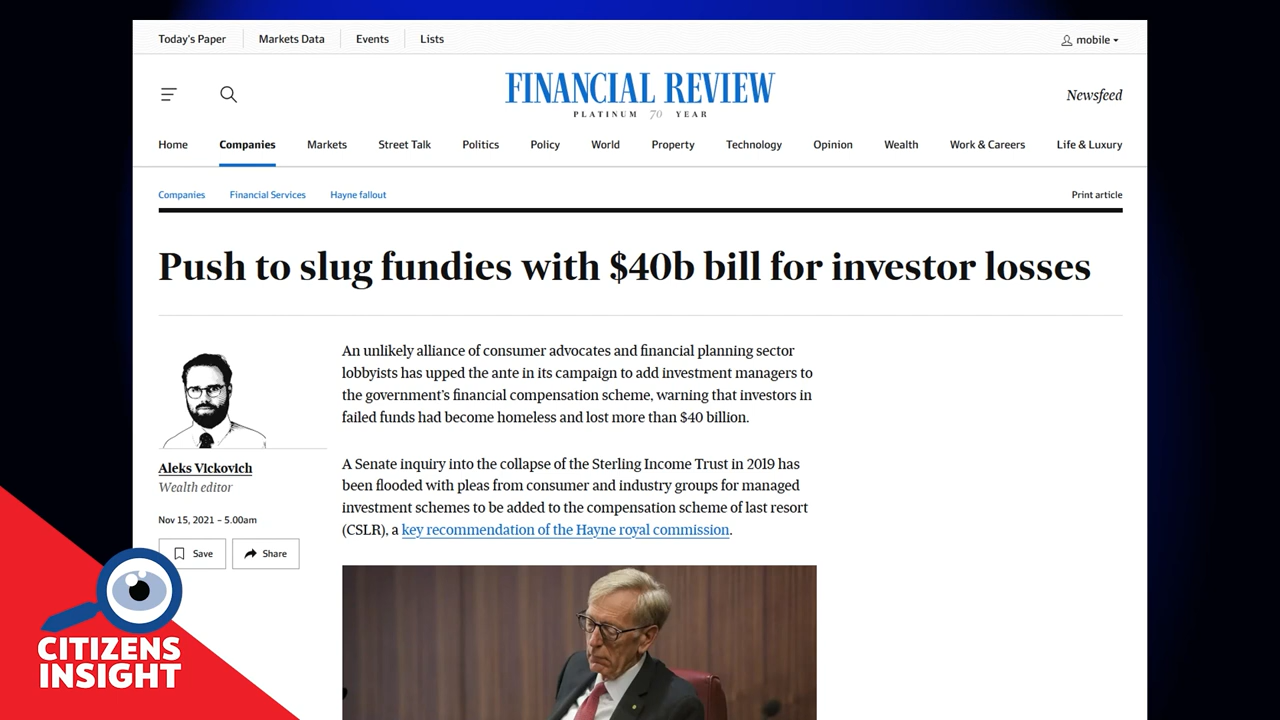 Today's Paper
Markets Data
Events
Lists
mobile
FINANCIAL REVIEW
PLATINUM 70 YEAR
Newsfeed
Home
Companies
Markets
Street Talk
Politics
Policy
World
Property
Technology
Opinion
Wealth
Work & Careers
Life & Luxury
Companies
Financial Services
Hayne fallout
Print article
Push to slug fundies with $40b bill for investor losses
Aleks Vickovich
Wealth editor
Nov 15, 2021 – 5.00am
Save
Share
An unlikely alliance of consumer advocates and financial planning sector
lobbyists has upped the ante in its campaign to add investment managers to
the government's financial compensation scheme, warning that investors in
failed funds had become homeless and lost more than $40 billion.
A Senate inquiry into the collapse of the Sterling Income Trust in 2019 has
been flooded with pleas from consumer and industry groups for managed
investment schemes to be added to the compensation scheme of last resort
(CSLR), a key recommendation of the Hayne royal commission.
CITIZENS
INSIGHT